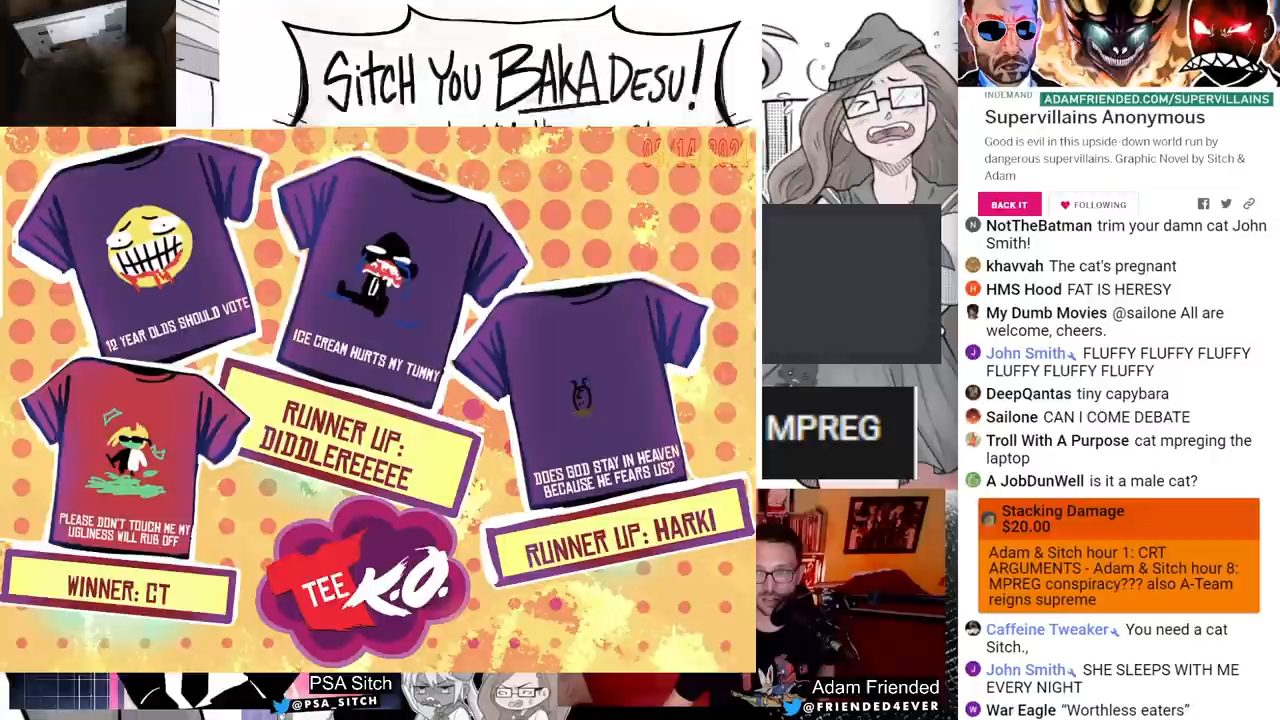 SitCH YOU BAKA DESU!
12 YEAR OLDS SHOULD VOTE
ICE CREAM HURTS MY TUMMY
DOES GOD STAY IN HEAVEN
BECAUSE HE FEARS US?
PLEASE DON'T TOUCH ME MY
UGLINESS WILL RUB OFF
RUNNER UP:
DIDDLEREEEEE
RUNNER UP: HARKI
WINNER: CT
TEE K.O.
MPREG
PSA Sitch
@PSA_SITCH
Adam Friended
@FRIENDED4EVER
INDEMAND
ADAMFRIENDED.COM/SUPERVILLAINS
Supervillains Anonymous
Good is evil in this upside-down world run by
dangerous supervillains. Graphic Novel by Sitch &
Adam
BACK IT
FOLLOWING
NotTheBatman trim your damn cat John
Smith!
khavvah The cat's pregnant
HMS Hood FAT IS HERESY
My Dumb Movies @sailone All are
welcome, cheers.
John Smith FLUFFY FLUFFY FLUFFY
FLUFFY FLUFFY FLUFFY
DeepQantas tiny capybara
Sailone CAN I COME DEBATE
Troll With A Purpose cat mpreging the
laptop
A JobDunWell is it a male cat?
Stacking Damage
$20.00
Adam & Sitch hour 1: CRT
ARGUMENTS - Adam & Sitch hour 8:
MPREG conspiracy??? also A-Team
reigns supreme
Caffeine Tweaker You need a cat
Sitch.,
John Smith SHE SLEEPS WITH ME
EVERY NIGHT
War Eagle “Worthless eaters”